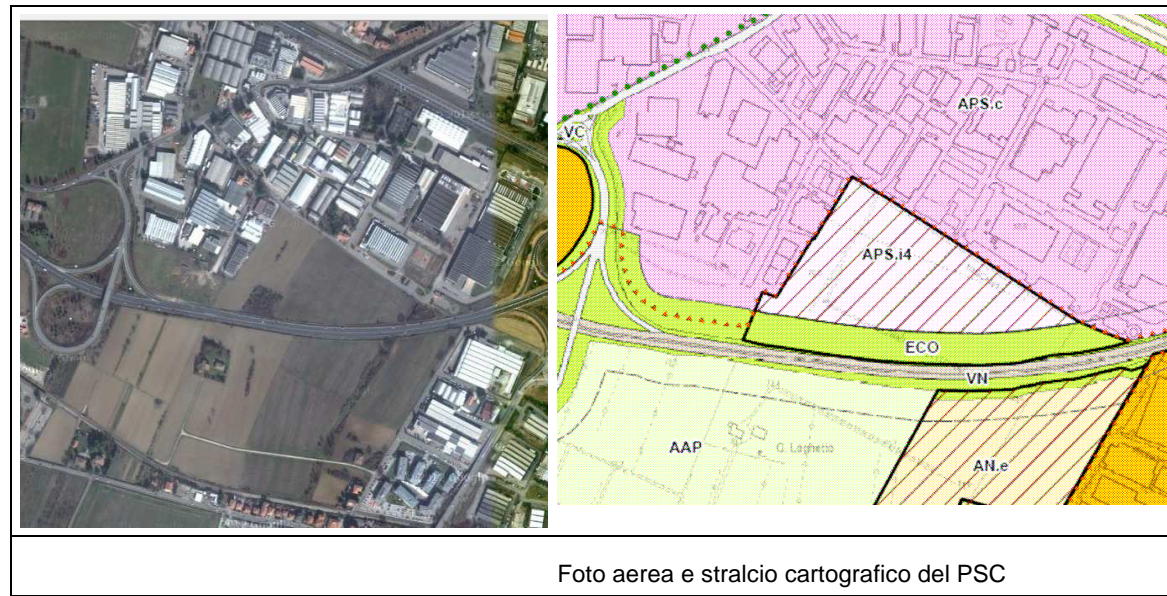 APS.c
VC
APS.i4
ECO
VN
AAP
AN.e
Foto aerea e stralcio cartografico del PSC